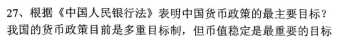 27、根据《中国人民银行法》表明中国货币政策的最主要目标？
我国的货币政策目前是多重目标制，但币值稳定是最重要的目标